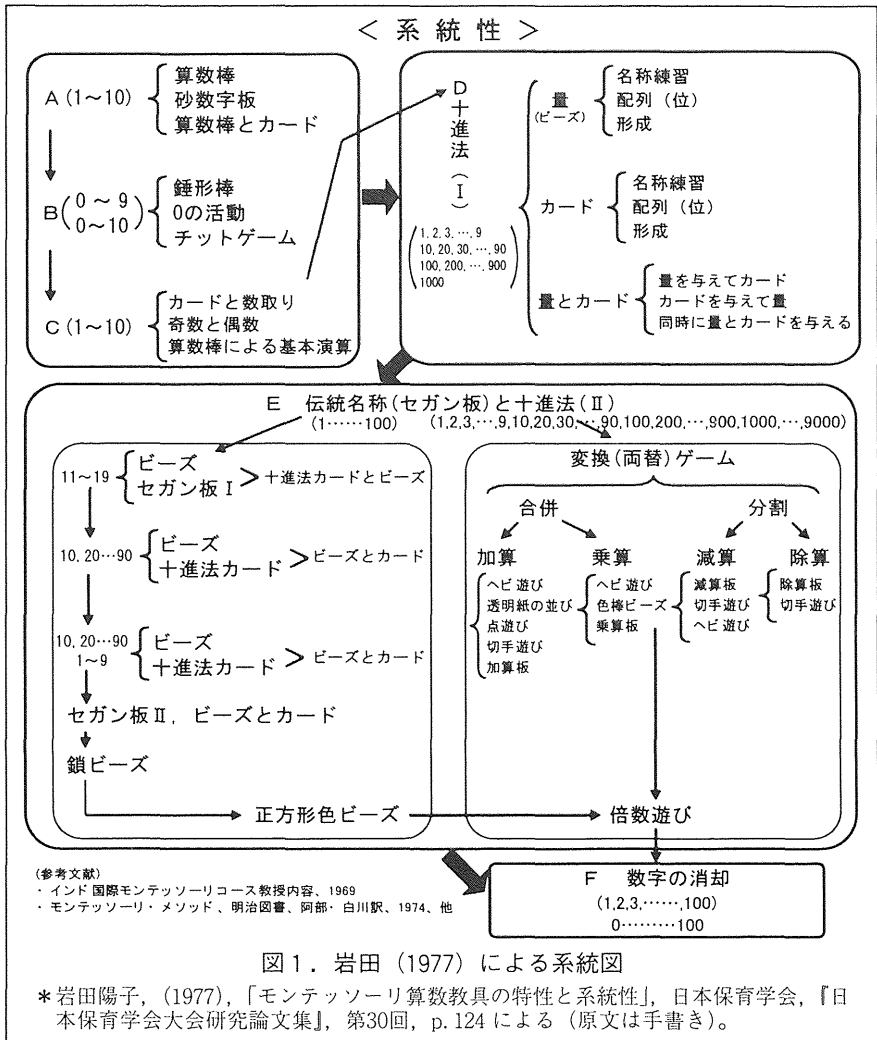 ＜系統性＞
A(1～10)
算数棒
砂数字板
算数棒とカード
B(0～9
0～10)
錘形棒
0の活動
チットゲーム
C(1～10)
カードと数取り
奇数と偶数
算数棒による基本演算
D十進法(Ⅰ)
(1,2,3,…,9
10,20,30,…,90
100,200,…,900
1000)
量
(ビーズ)
名称練習
配列(位)
形成
カード
名称練習
配列(位)
形成
量とカード
量を与えてカード
カードを与えて量
同時に量とカードを与える
E 伝統名称(セガン板)と十進法(Ⅱ)
(1……100) (1,2,3,…9,10,20,30…,90,100,200,…,900,1000,…,9000)
11～19
ビーズ
セガン板Ⅰ
＞十進法カードとビーズ
10,20…90
ビーズ
十進法カード
＞ビーズとカード
10,20…90
1～9
ビーズ
十進法カード
＞ビーズとカード
セガン板Ⅱ，ビーズとカード
鎖ビーズ
正方形色ビーズ
変換(両替)ゲーム
合併
分割
加算
乗算
減算
除算
ヘビ遊び
透明紙の並び
点遊び
切手遊び
加算板
ヘビ遊び
色棒ビーズ
乗算板
減算板
切手遊び
ヘビ遊び
除算板
切手遊び
倍数遊び
F 数字の消却
(1,2,3,……,100)
0………100
(参考文献)
・インド国際モンテッソーリコース教授内容、1969
・モンテッソーリ・メソッド、明治図書、阿部・白川訳、1974、他
図1．岩田（1977）による系統図
＊岩田陽子，(1977)，「モンテッソーリ算数教具の特性と系統性」，日本保育学会，『日
本保育学会大会研究論文集』，第30回，p.124 による（原文は手書き）。